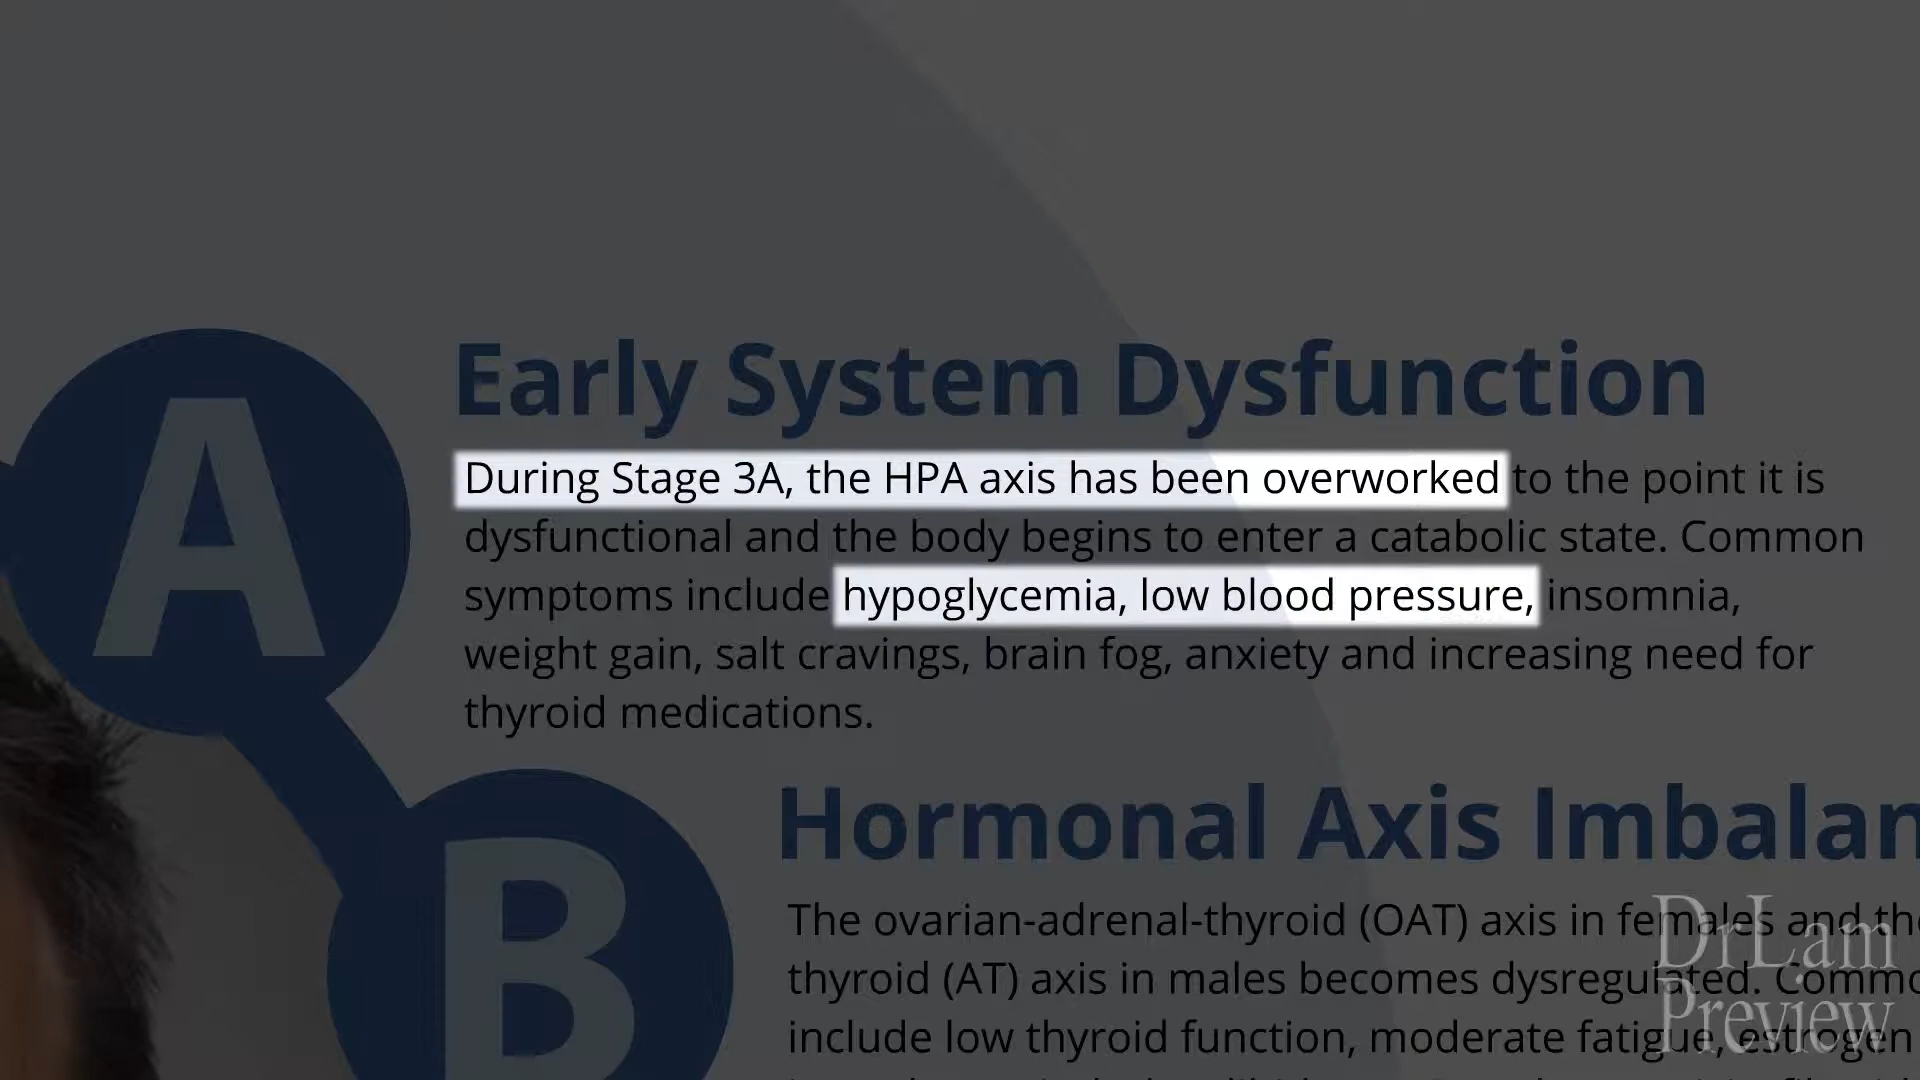 A
Early System Dysfunction
During Stage 3A, the HPA axis has been overworked to the point it is
dysfunctional and the body begins to enter a catabolic state. Common
symptoms include hypoglycemia, low blood pressure, insomnia,
weight gain, salt cravings, brain fog, anxiety and increasing need for
thyroid medications.
B
Hormonal Axis Imbalan
The ovarian-adrenal-thyroid (OAT) axis in females and the
thyroid (AT) axis in males becomes dysregulated. Commo
include low thyroid function, moderate fatigue, estrogen
DrLam
Preview